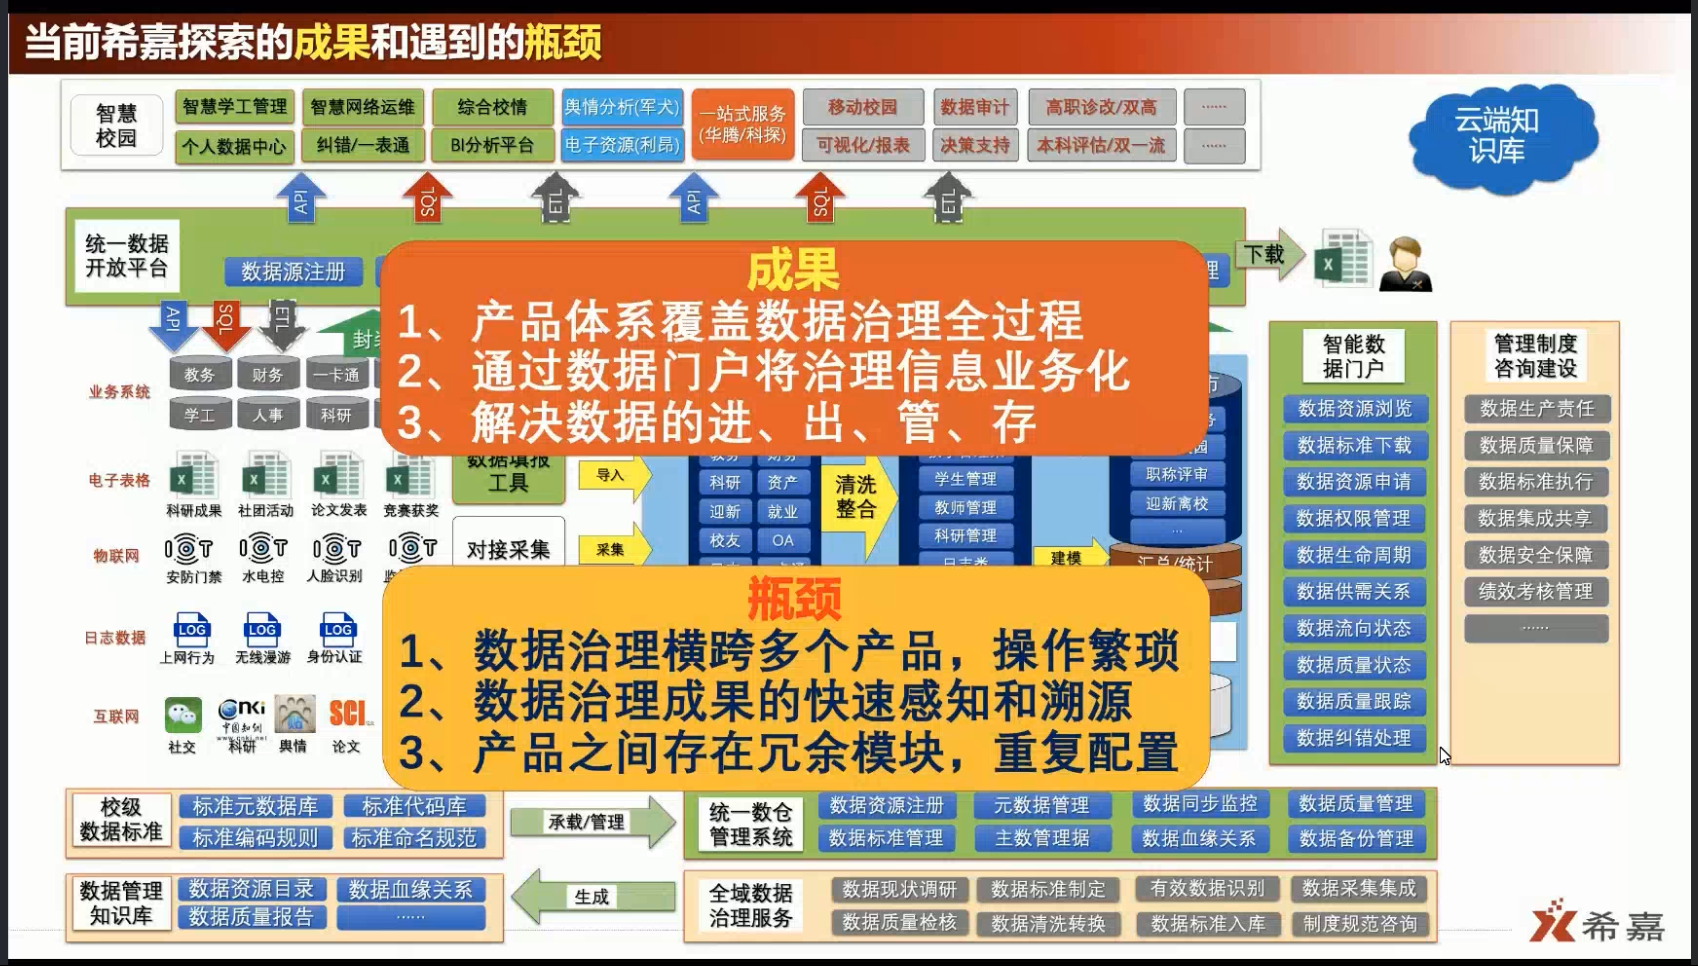 当前希嘉探索的成果和遇到的瓶颈
智慧
校园
智慧学工管理
智慧网络运维
综合校情
舆情分析(军犬)
一站式服务
(华腾/科探)
移动校园
数据审计
高职诊改/双高
......
个人数据中心
纠错/一表通
BI分析平台
电子资源(利昂)
可视化/报表
决策支持
本科评估/双一流
......
云端知
识库
API
SQL
ETL
API
SQL
ETL
统一数据
开放平台
数据源注册
理
下载
API
SQL
ETL
封装
成果
1、产品体系覆盖数据治理全过程
2、通过数据门户将治理信息业务化
3、解决数据的进、出、管、存
业务系统
教务
财务
一卡通
学工
人事
科研
电子表格
科研成果
社团活动
论文发表
竞赛获奖
物联网
IOT
IOT
IOT
IOT
安防门禁
水电控
人脸识别
日志数据
LOG
LOG
LOG
上网行为
无线漫游
身份认证
互联网
cnki
中国知网
www.cnki.net
SCI
社交
科研
舆情
论文
数据填报
工具
导入
对接采集
采集
教务
财务
科研
资产
迎新
就业
校友
OA
清洗
整合
学生管理
教师管理
科研管理
日志类
建模
方
职称评审
迎新离校
...
汇总/统计
瓶颈
1、数据治理横跨多个产品，操作繁琐
2、数据治理成果的快速感知和溯源
3、产品之间存在冗余模块，重复配置
智能数
据门户
数据资源浏览
数据标准下载
数据资源申请
数据权限管理
数据生命周期
数据供需关系
数据流向状态
数据质量状态
数据质量跟踪
数据纠错处理
管理制度
咨询建设
数据生产责任
数据质量保障
数据标准执行
数据集成共享
数据安全保障
绩效考核管理
......
校级
数据标准
标准元数据库
标准代码库
标准编码规则
标准命名规范
承载/管理
统一数仓
管理系统
数据资源注册
元数据管理
数据同步监控
数据质量管理
数据标准管理
主数管理据
数据血缘关系
数据备份管理
数据管理
知识库
数据资源目录
数据血缘关系
数据质量报告
......
生成
全域数据
治理服务
数据现状调研
数据标准制定
有效数据识别
数据采集集成
数据质量检核
数据清洗转换
数据标准入库
制度规范咨询
希嘉